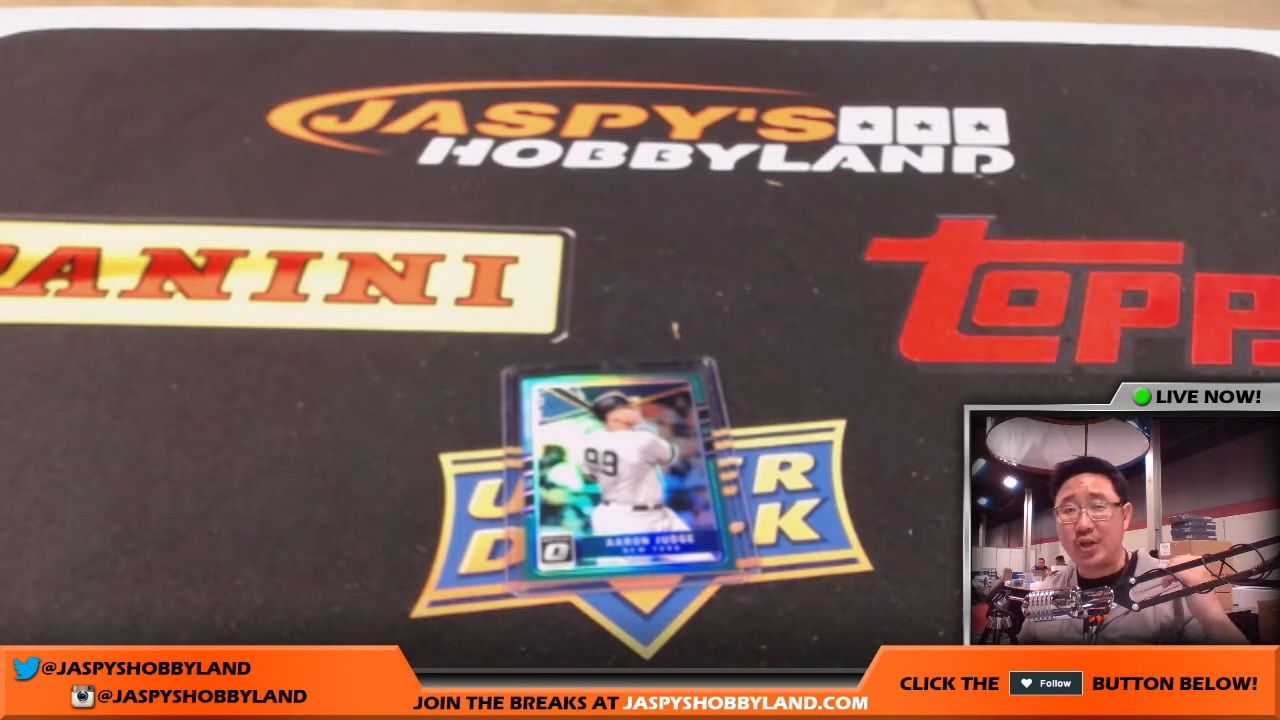 JASPY'S
HOBBYLAND
PANINI
TOPP
99
AARON JUDGE
NEW YORK
U R
D K
LIVE NOW!
@JASPYSHOBBYLAND
@JASPYSHOBBYLAND
JOIN THE BREAKS AT JASPYSHOBBYLAND.COM
CLICK THE Follow BUTTON BELOW!